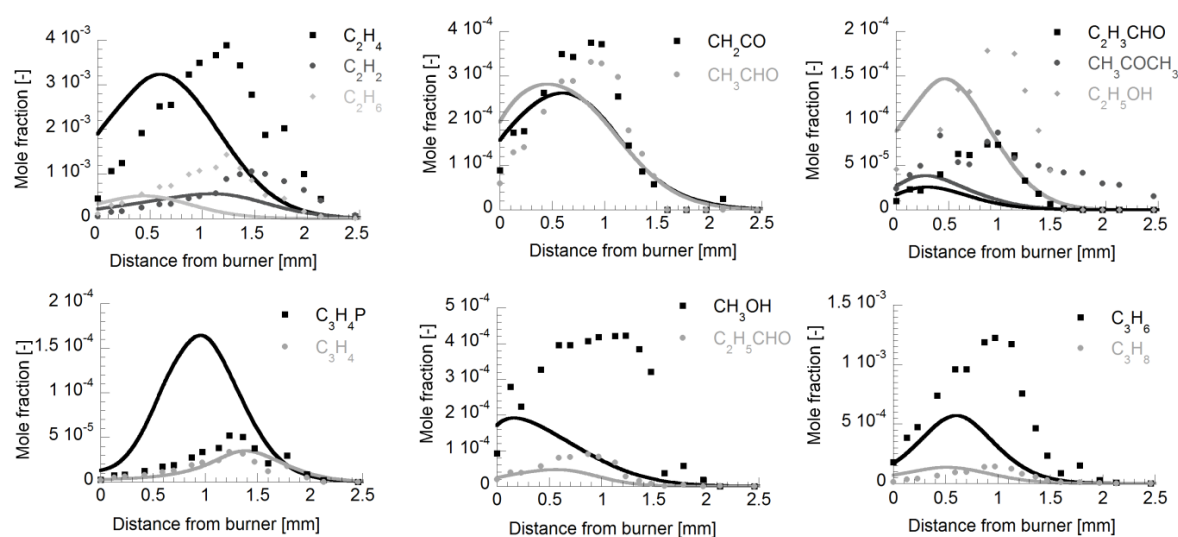 4 10⁻³
3 10⁻³
2 10⁻³
1 10⁻³
0
Mole fraction [-]
C₂H₄
C₂H₂
C₂H₆
0 0.5 1 1.5 2 2.5
Distance from burner [mm]
4 10⁻⁴
3 10⁻⁴
2 10⁻⁴
1 10⁻⁴
0
Mole fraction [-]
CH₂CO
CH₃CHO
0 0.5 1 1.5 2 2.5
Distance from burner [mm]
2 10⁻⁴
1 10⁻⁴
1 10⁻⁴
5 10⁻⁵
0
Mole fraction [-]
C₂H₃CHO
CH₃COCH₃
C₂H₅OH
0 0.5 1 1.5 2 2.5
Distance from burner [mm]
2 10⁻⁴
1 10⁻⁴
1 10⁻⁴
5 10⁻⁵
0
Mole fraction [-]
C₃H₄P
C₃H₄
0 0.5 1 1.5 2 2.5
Distance from burner [mm]
5 10⁻⁴
4 10⁻⁴
3 10⁻⁴
2 10⁻⁴
1 10⁻⁴
0
Mole fraction [-]
CH₃OH
C₂H₅CHO
0 0.5 1 1.5 2 2.5
Distance from burner [mm]
1 10⁻³
1 10⁻³
5 10⁻⁴
0
Mole fraction [-]
C₃H₆
C₃H₈
0 0.5 1 1.5 2 2.5
Distance from burner [mm]